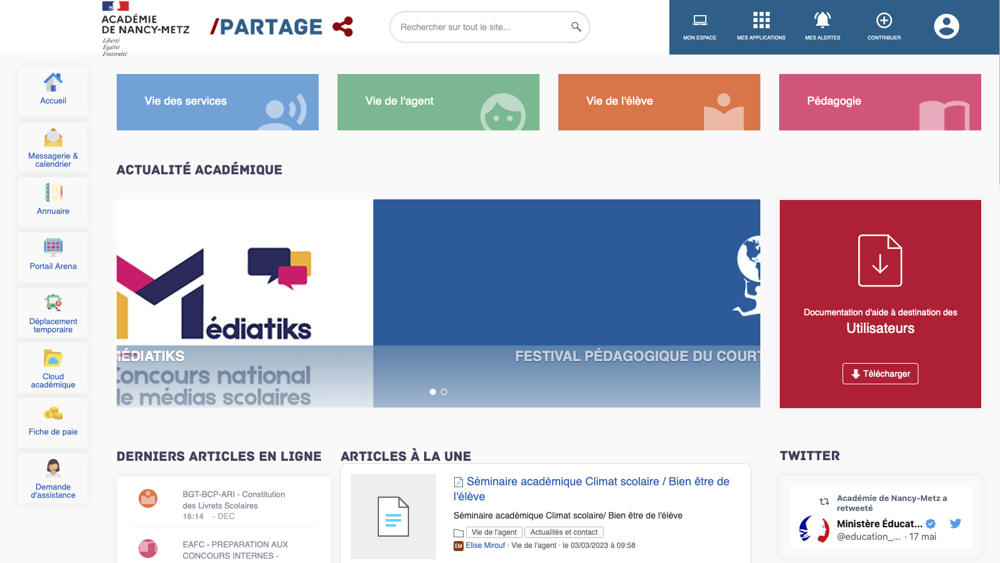 ACADÉMIE
DE NANCY-METZ
Liberté
Égalité
Fraternité
/PARTAGE
Rechercher sur tout le site...
MON ESPACE
MES APPLICATIONS
MES ALERTES
CONTRIBUER
Accueil
Messagerie &
calendrier
Annuaire
Portail Arena
Déplacement
temporaire
Cloud
académique
Fiche de paie
Demande
d'assistance
Vie des services
Vie de l'agent
Vie de l'élève
Pédagogie
ACTUALITÉ ACADÉMIQUE
Médiatiks
MÉDIATIKS
Concours national
de médias scolaires
FESTIVAL PÉDAGOGIQUE DU COURT
Documentation d'aide à destination des
Utilisateurs
Télécharger
DERNIERS ARTICLES EN LIGNE
BGT-BCP-ARI - Constitution
des Livrets Scolaires
16:14 - DEC
EAFC - PREPARATION AUX
CONCOURS INTERNES -
ARTICLES À LA UNE
Séminaire académique Climat scolaire / Bien être de
l'élève
Séminaire académique Climat scolaire/ Bien être de l'élève
Vie de l'agent Actualités et contact
EM Elise Mirouf · Vie de l'agent · le 03/03/2023 à 09:58
TWITTER
Académie de Nancy-Metz a
retweeté
Ministère Éducat...
@education_... · 17 mai